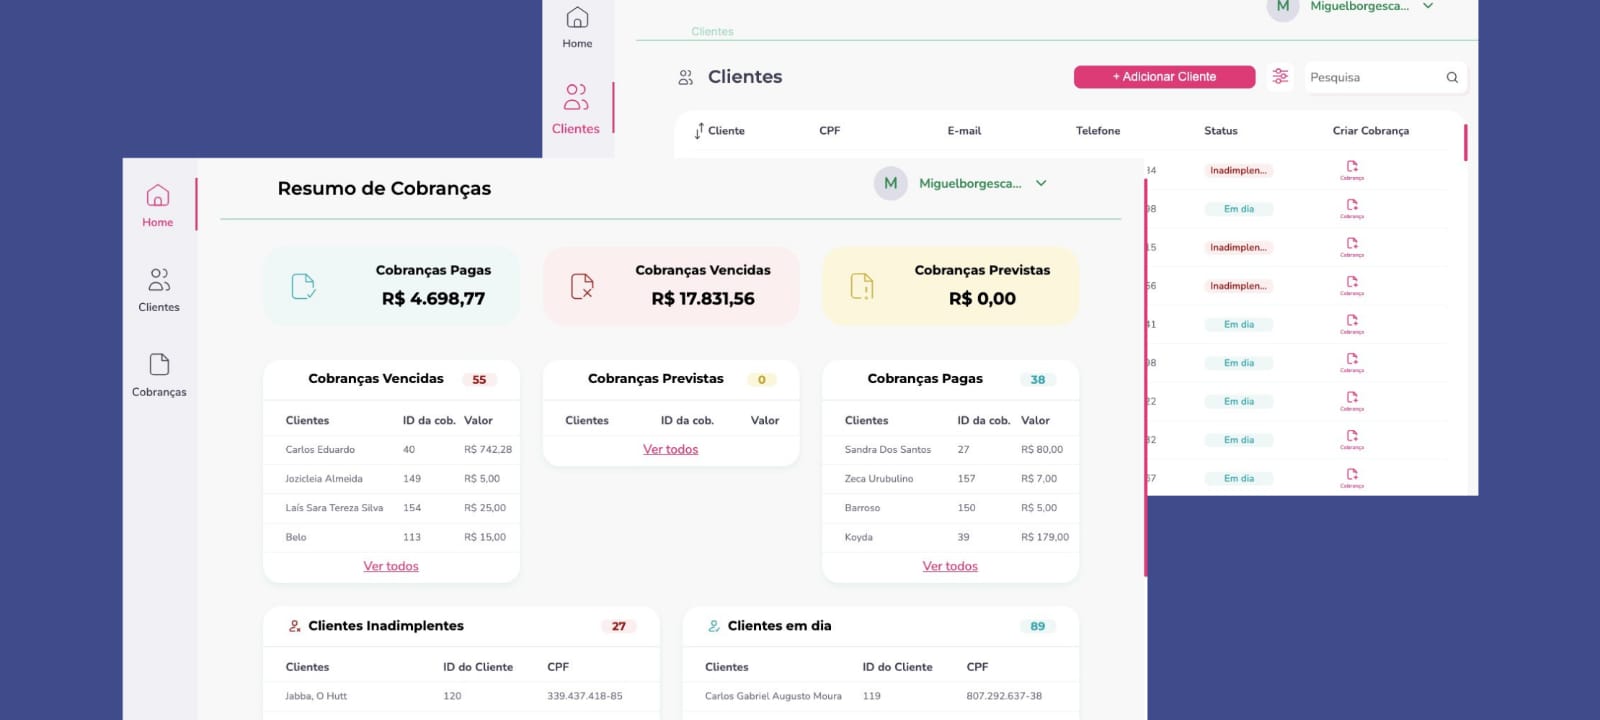 Home
Clientes
Miguelborgesca...
M
Clientes
Clientes
+ Adicionar Cliente
Pesquisa
Cliente CPF E-mail Telefone Status Criar Cobrança
34 Inadimplen... Cobrança
98 Em dia Cobrança
15 Inadimplen... Cobrança
56 Inadimplen... Cobrança
41 Em dia Cobrança
98 Em dia Cobrança
22 Em dia Cobrança
32 Em dia Cobrança
57 Em dia Cobrança
Home
Clientes
Cobranças
Resumo de Cobranças
M Miguelborgesca...
Cobranças Pagas
R$ 4.698,77
Cobranças Vencidas
R$ 17.831,56
Cobranças Previstas
R$ 0,00
Cobranças Vencidas 55
Clientes ID da cob. Valor
Carlos Eduardo 40 R$ 742,28
Jozicleia Almeida 149 R$ 5,00
Laís Sara Tereza Silva 154 R$ 25,00
Belo 113 R$ 15,00
Ver todos
Cobranças Previstas 0
Clientes ID da cob. Valor
Ver todos
Cobranças Pagas 38
Clientes ID da cob. Valor
Sandra Dos Santos 27 R$ 80,00
Zeca Urubulino 157 R$ 7,00
Barroso 150 R$ 5,00
Koyda 39 R$ 179,00
Ver todos
Clientes Inadimplentes 27
Clientes ID do Cliente CPF
Jabba, O Hutt 120 339.437.418-85
Clientes em dia 89
Clientes ID do Cliente CPF
Carlos Gabriel Augusto Moura 119 807.292.637-38